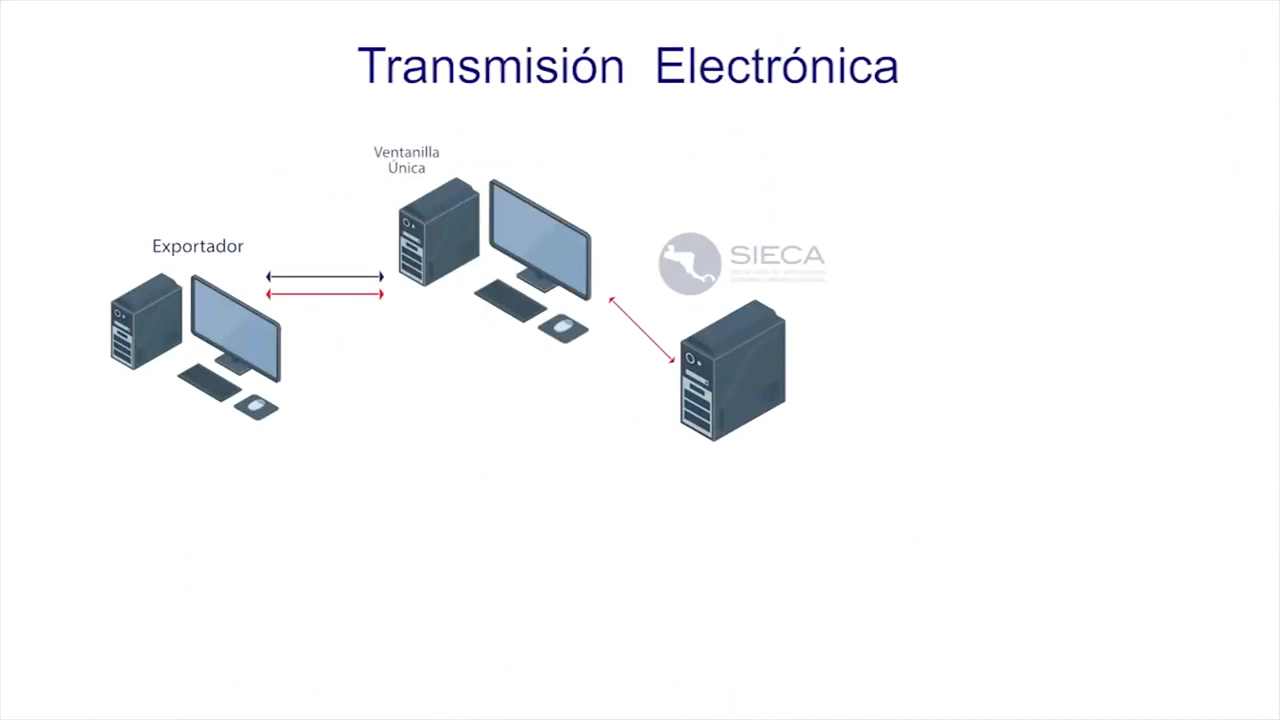 Transmisión Electrónica
Ventanilla
Única
Exportador
SIECA